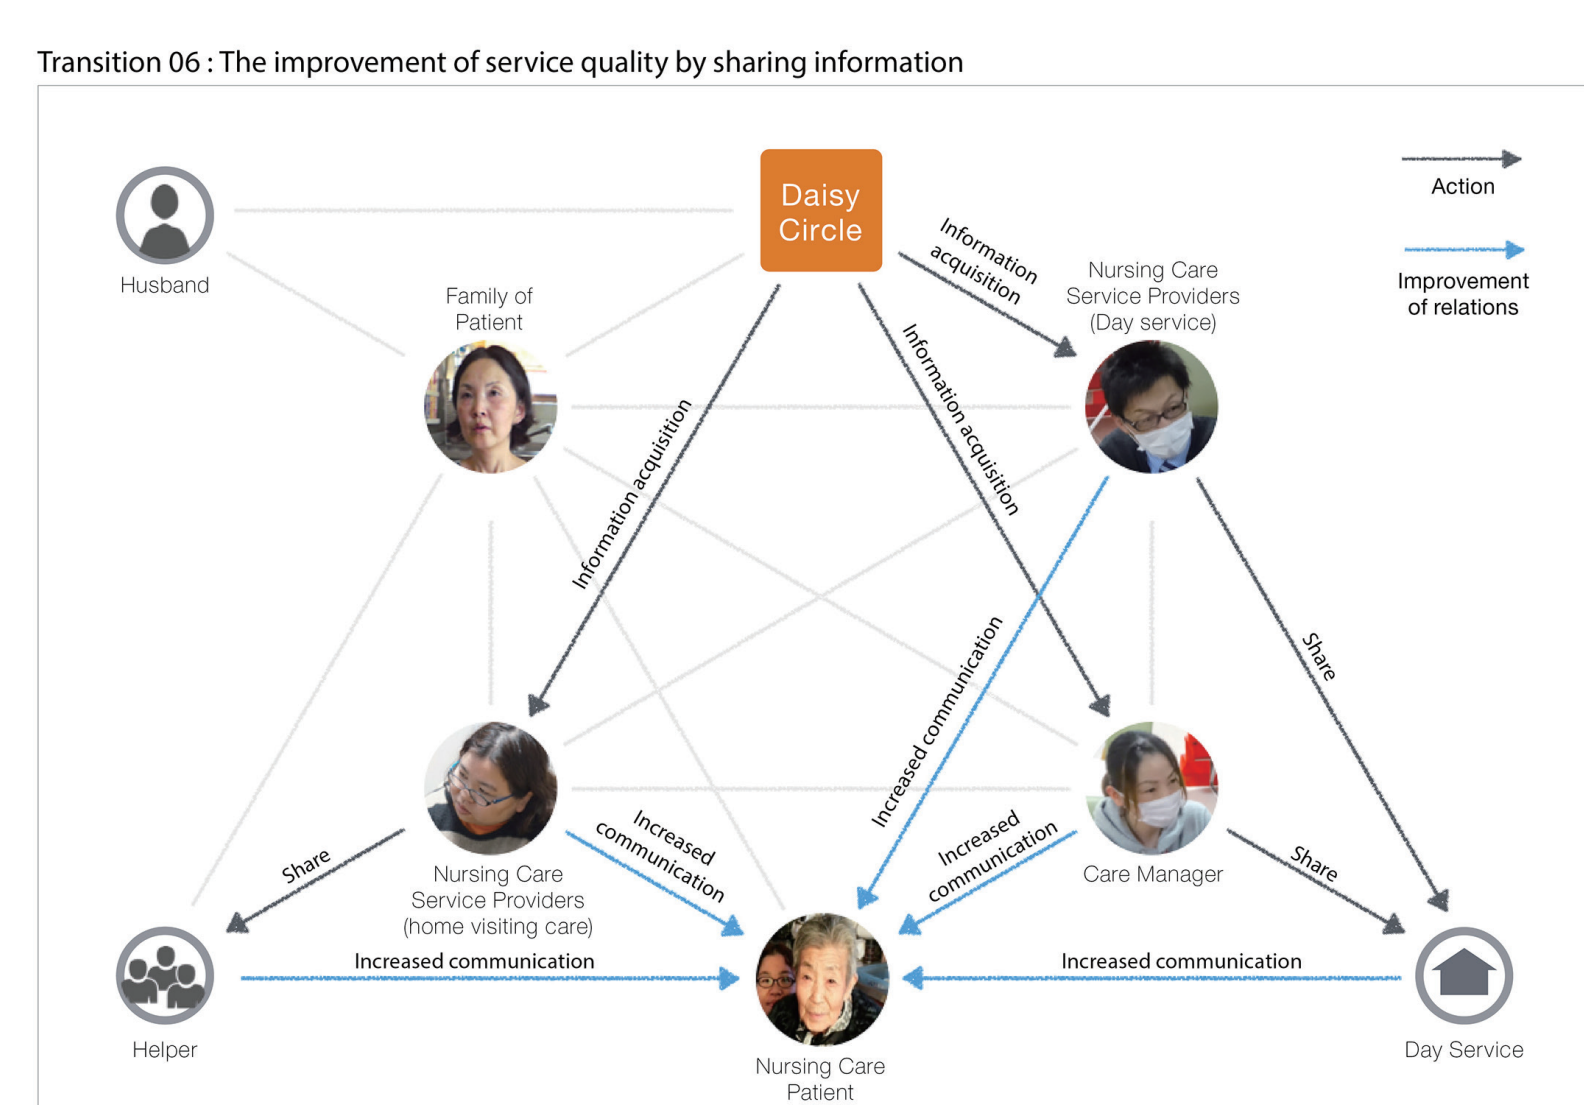 Transition 06 : The improvement of service quality by sharing information
Daisy
Circle
Action
Improvement
of relations
Husband
Family of
Patient
Information
acquisition
Nursing Care
Service Providers
(Day service)
Information acquisition
Information acquisition
Increased communication
Share
Share
Nursing Care
Service Providers
(home visiting care)
Increased
communication
Increased
communication
Care Manager
Share
Increased communication
Increased communication
Helper
Nursing Care
Patient
Day Service